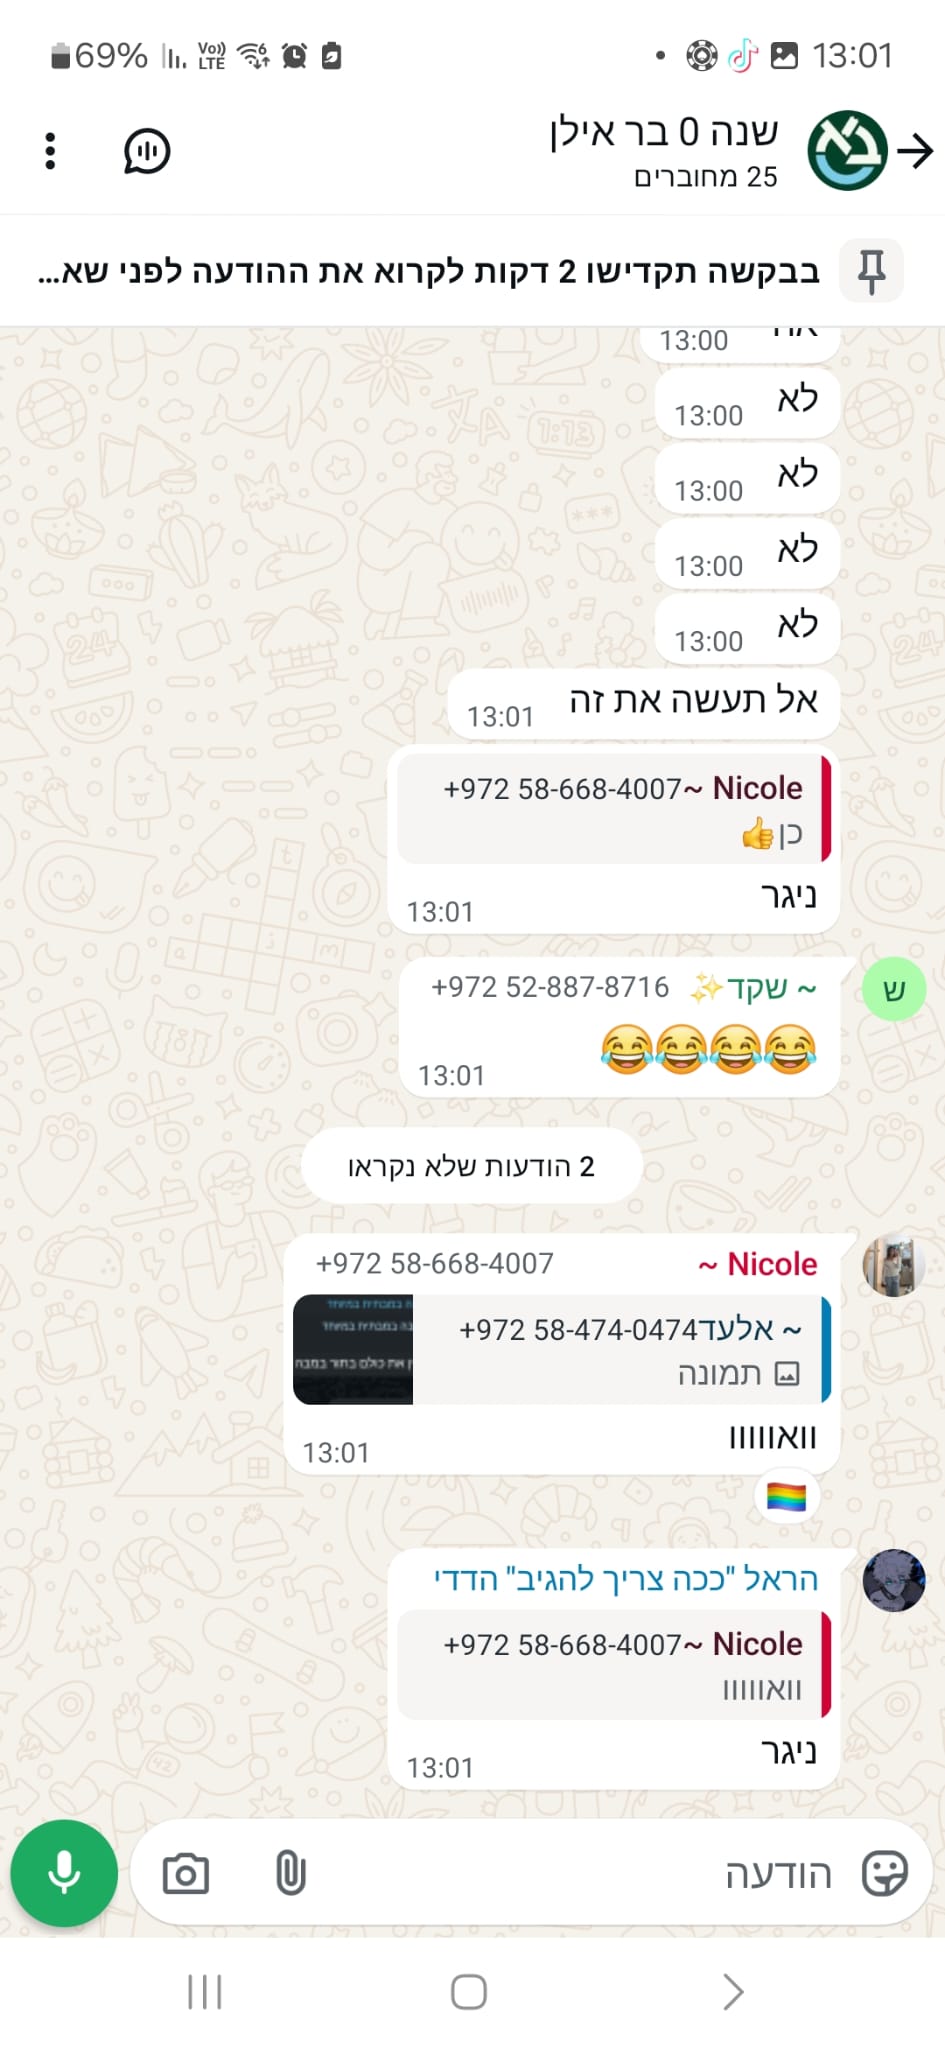 69%
Vo))
LTE
6
13:01
שנה 0 בר אילן
25 מחוברים
בבקשה תקדישו 2 דקות לקרוא את ההודעה לפני שא...
13:00
לא
13:00
לא
13:00
לא
13:00
לא
13:00
אל תעשה את זה
13:01
+972 58-668-4007~ Nicole
כן👍
ניגר
13:01
ש
~ שקד✨ +972 52-887-8716
😂😂😂😂
13:01
2 הודעות שלא נקראו
~ Nicole
+972 58-668-4007
~ אלעד+972 58-474-0474
תמונה
וואווווו
13:01
🏳️‍🌈
הראל "ככה צריך להגיב" הדדי
+972 58-668-4007~ Nicole
וואווווו
ניגר
13:01
הודעה